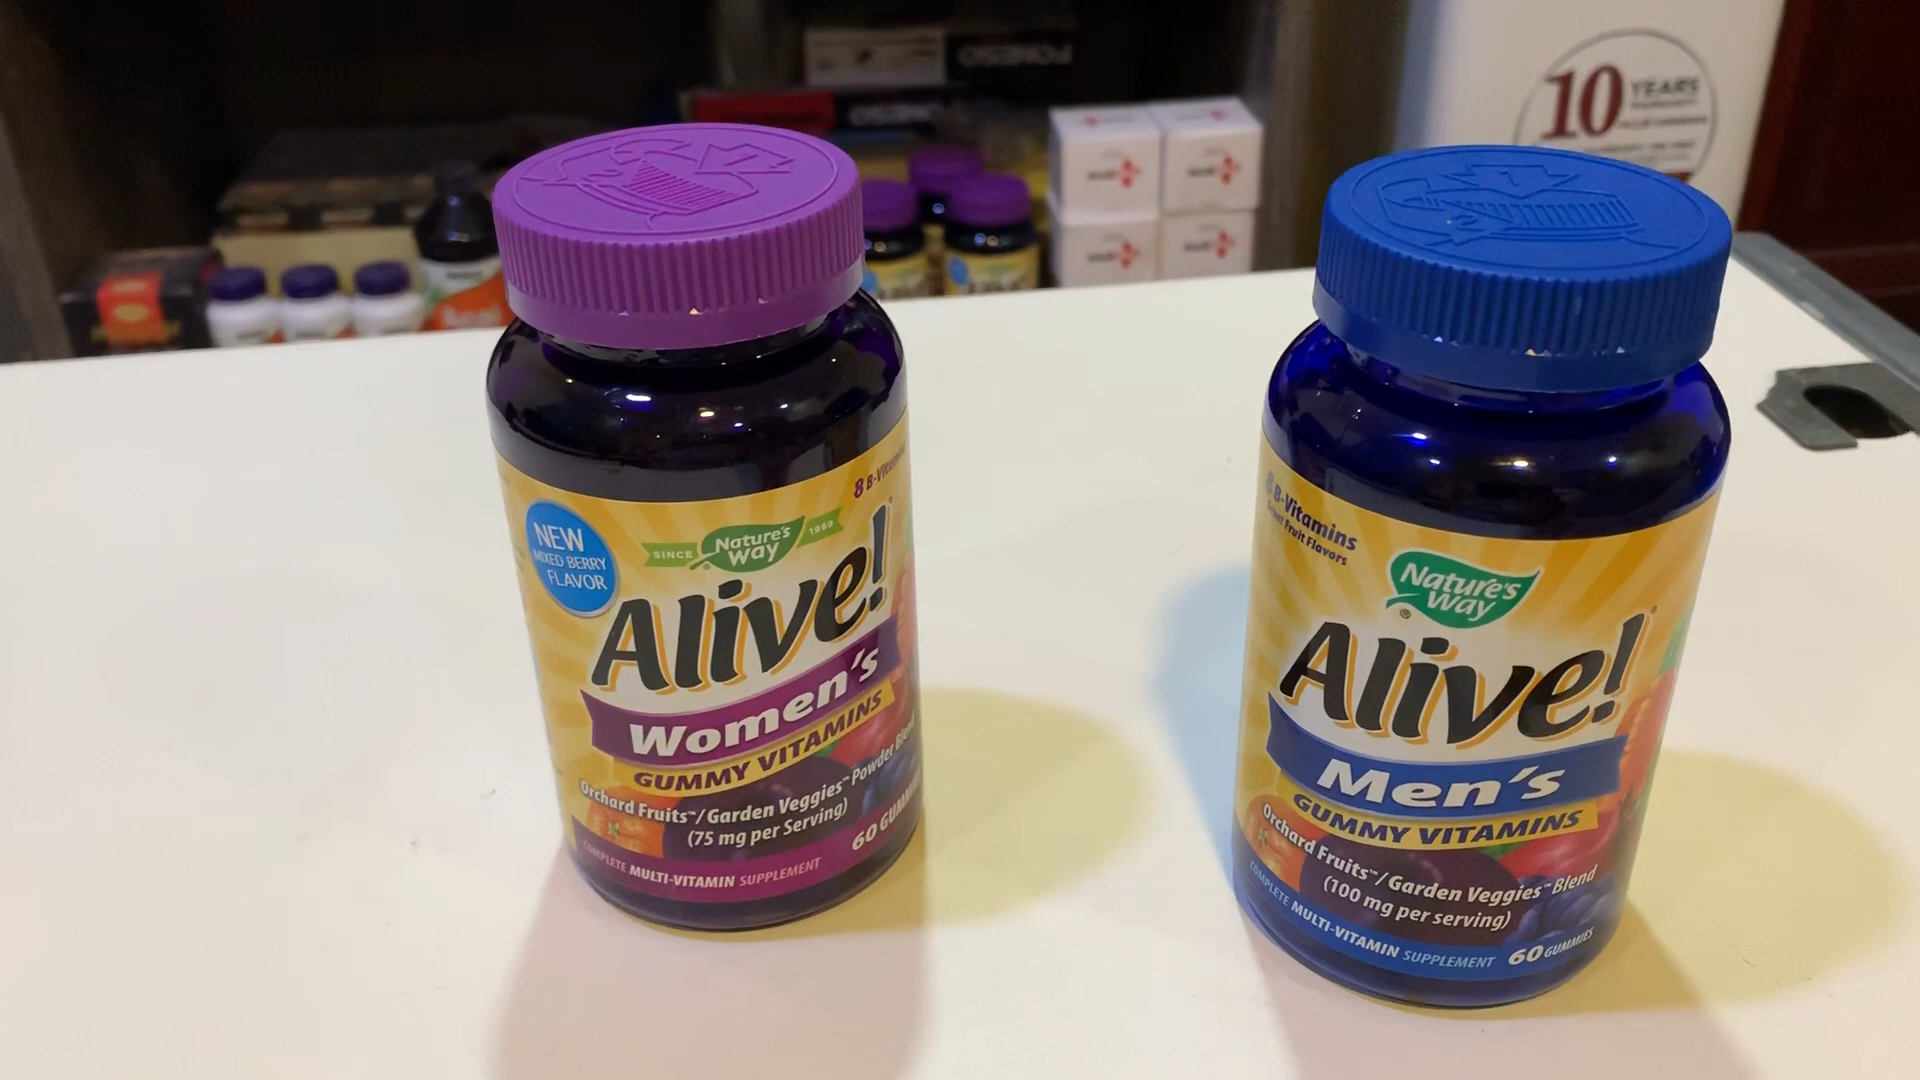 10 YEARS
8 B-Vitamins
NEW
MIXED BERRY
FLAVOR
SINCE Nature's Way 1969
Alive!
Women's
GUMMY VITAMINS
Orchard Fruits™/Garden Veggies™ Powder Blend
(75 mg per Serving)
60 GUMMIES
COMPLETE MULTI-VITAMIN SUPPLEMENT
8 B-Vitamins
Great Fruit Flavors
Nature's Way®
Alive!®
Men's
GUMMY VITAMINS
Orchard Fruits™/Garden Veggies™ Blend
(100 mg per serving)
COMPLETE MULTI-VITAMIN SUPPLEMENT 60 GUMMIES